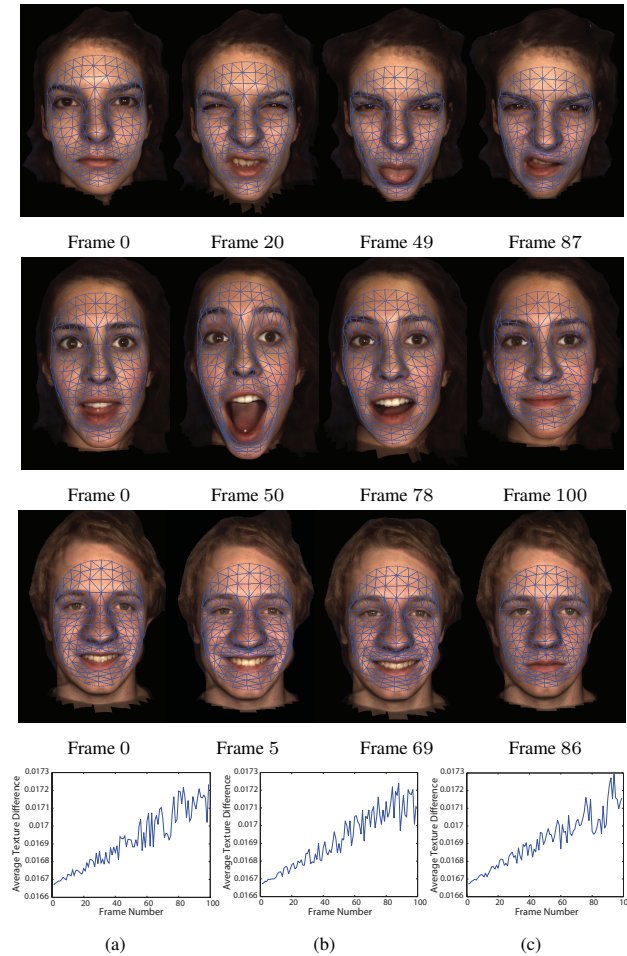 Frame 0 Frame 20 Frame 49 Frame 87
Frame 0 Frame 50 Frame 78 Frame 100
Frame 0 Frame 5 Frame 69 Frame 86
Average Texture Difference
0.0173
0.0172
0.0171
0.017
0.0169
0.0168
0.0167
0.0166
0 20 40 60 80 100
Frame Number
Average Texture Difference
0.0173
0.0172
0.0171
0.017
0.0169
0.0168
0.0167
0.0166
0 20 40 60 80 100
Frame Number
Average Texture Difference
0.0173
0.0172
0.0171
0.017
0.0169
0.0168
0.0167
0.0166
0 20 40 60 80 100
Frame Number
(a) (b) (c)